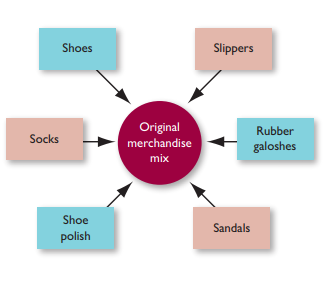 Shoes
Slippers
Original
merchandise
mix
Socks
Rubber
galoshes
Shoe
polish
Sandals